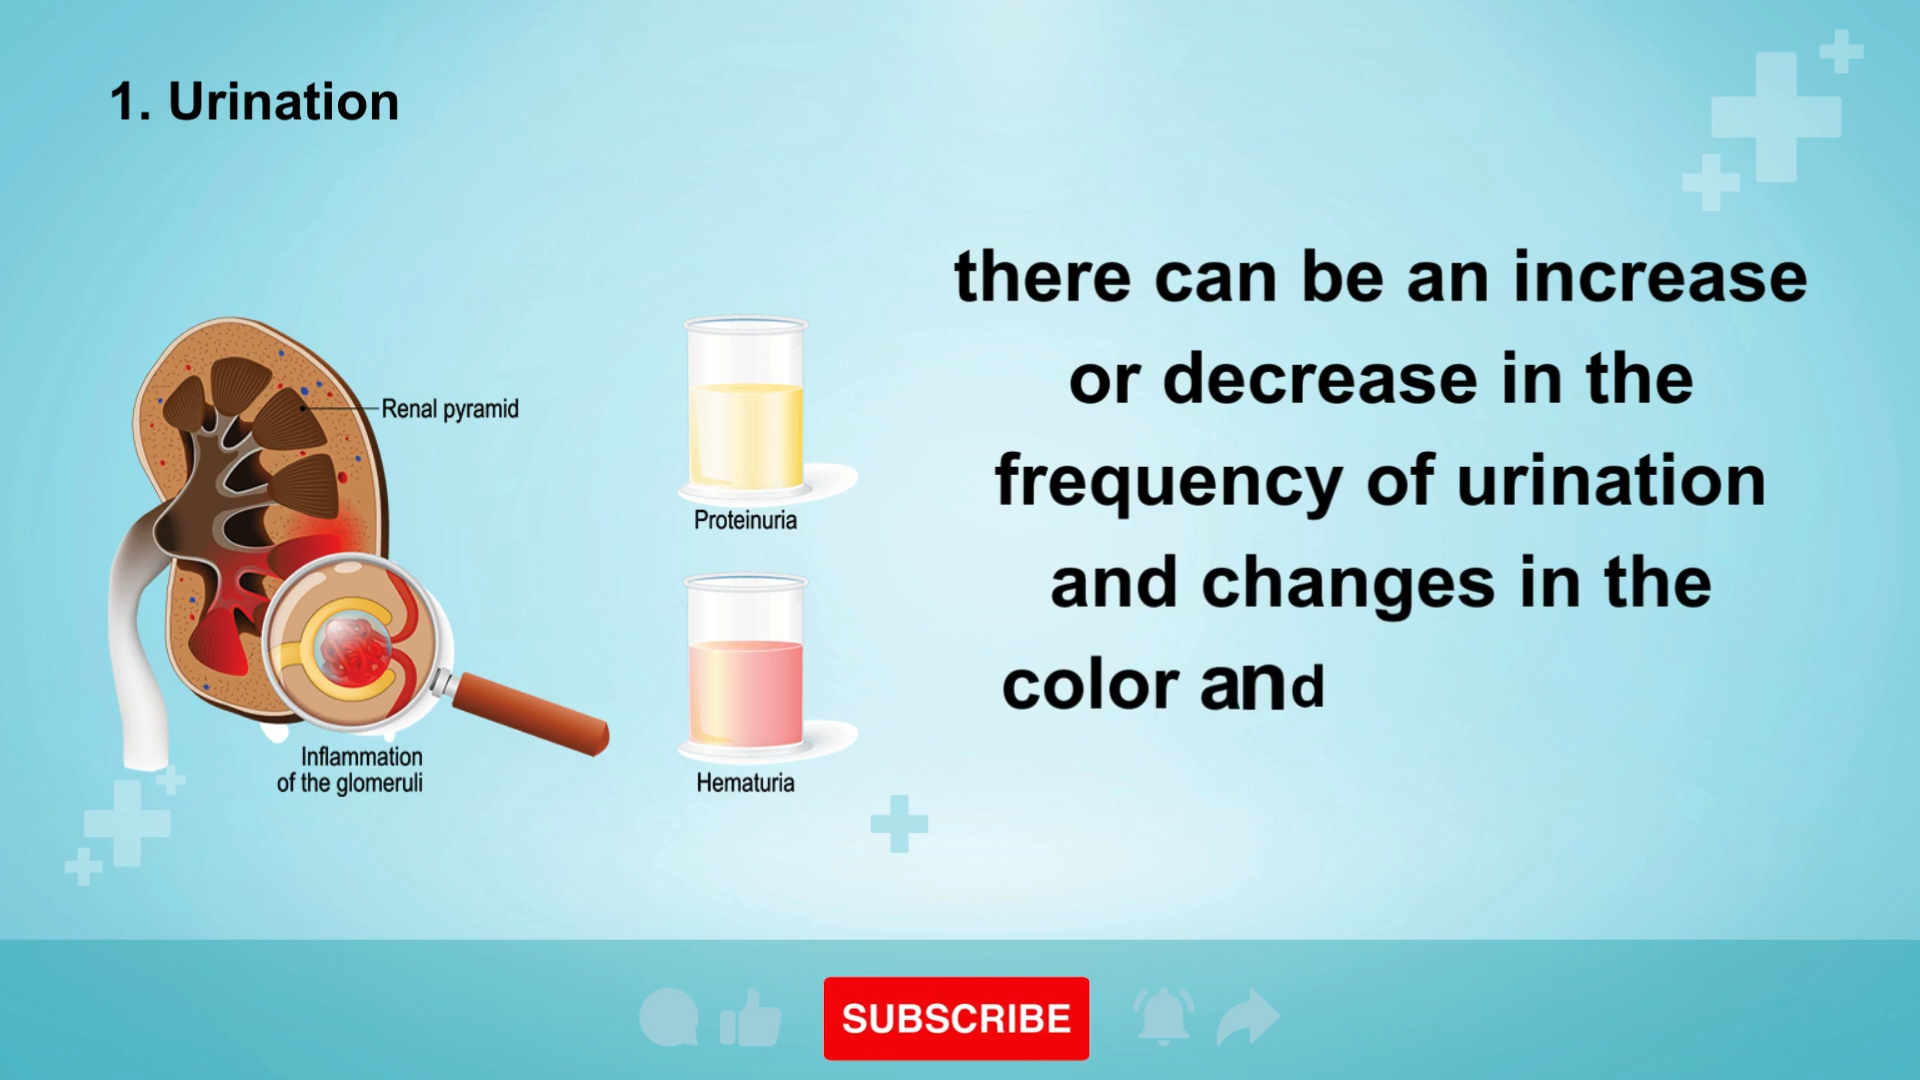 1. Urination
there can be an increase
or decrease in the
frequency of urination
and changes in the
color and
Renal pyramid
Proteinuria
Inflammation
of the glomeruli
Hematuria
SUBSCRIBE